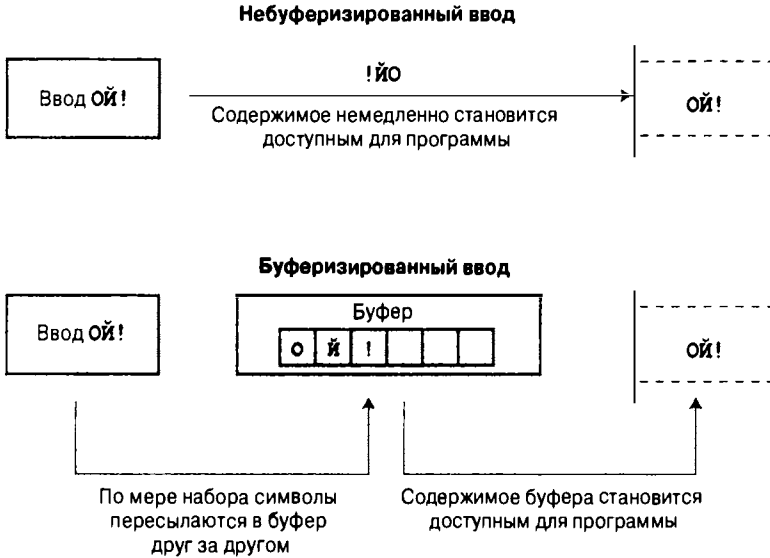 Небуферизированный ввод
Ввод ОЙ!
!ЙО
Содержимое немедленно становится
доступным для программы
ОЙ!
Буферизированный ввод
Ввод ОЙ!
Буфер
О Й !
ОЙ!
По мере набора символы
пересылаются в буфер
друг за другом
Содержимое буфера становится
доступным для программы